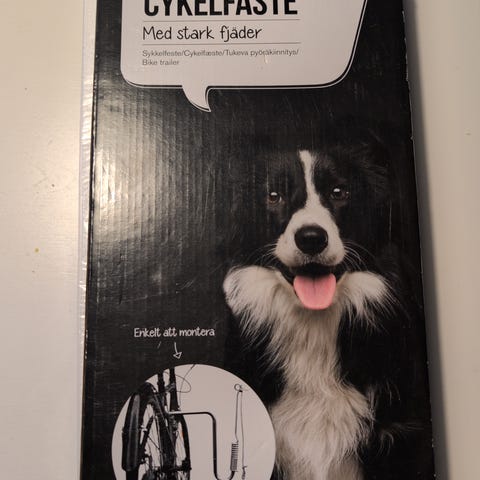 CYKELFÄSTE
Med stark fjäder
Sykkelfeste/Cykelfæste/Tukeva pyöräkiinnitys/
Bike trailer
Enkelt att montera